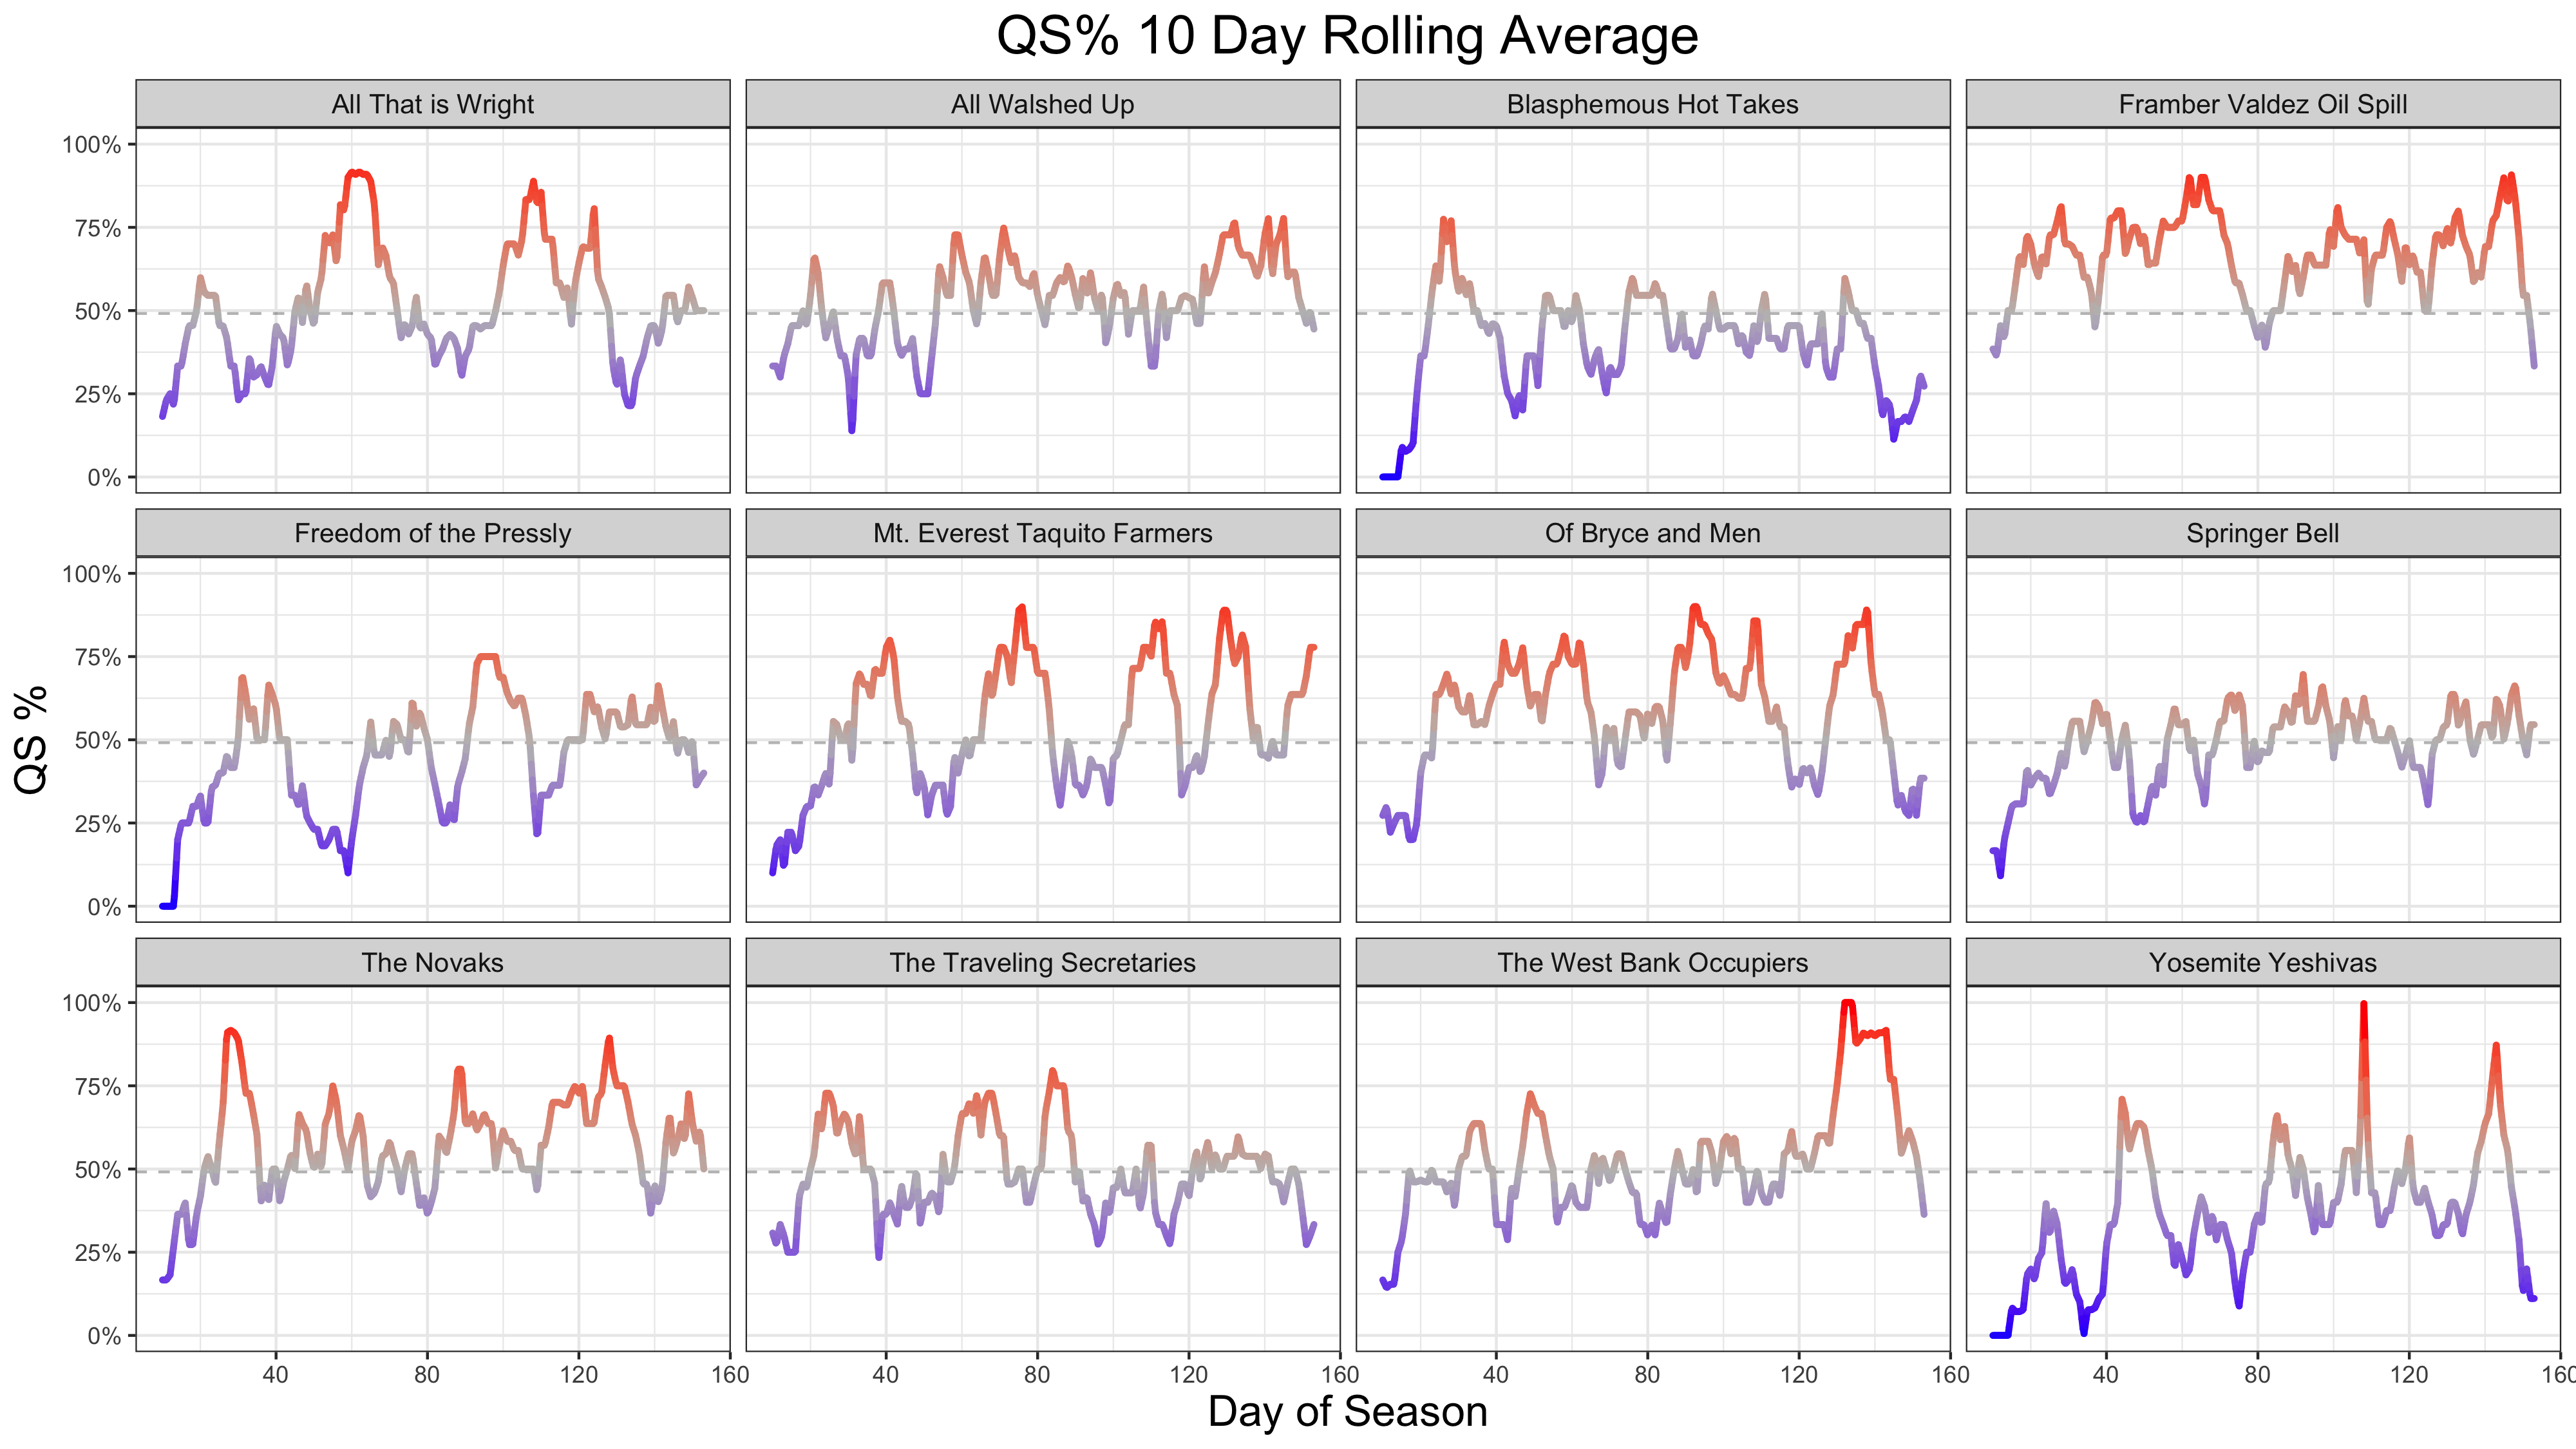 QS% 10 Day Rolling Average
All That is Wright
All Walshed Up
Blasphemous Hot Takes
Framber Valdez Oil Spill
100%
75%
50%
25%
0%
Freedom of the Pressly
Mt. Everest Taquito Farmers
Of Bryce and Men
Springer Bell
100%
75%
50%
25%
0%
QS %
The Novaks
The Traveling Secretaries
The West Bank Occupiers
Yosemite Yeshivas
100%
75%
50%
25%
0%
40 80 120 160
40 80 120 160
40 80 120 160
40 80 120 160
Day of Season